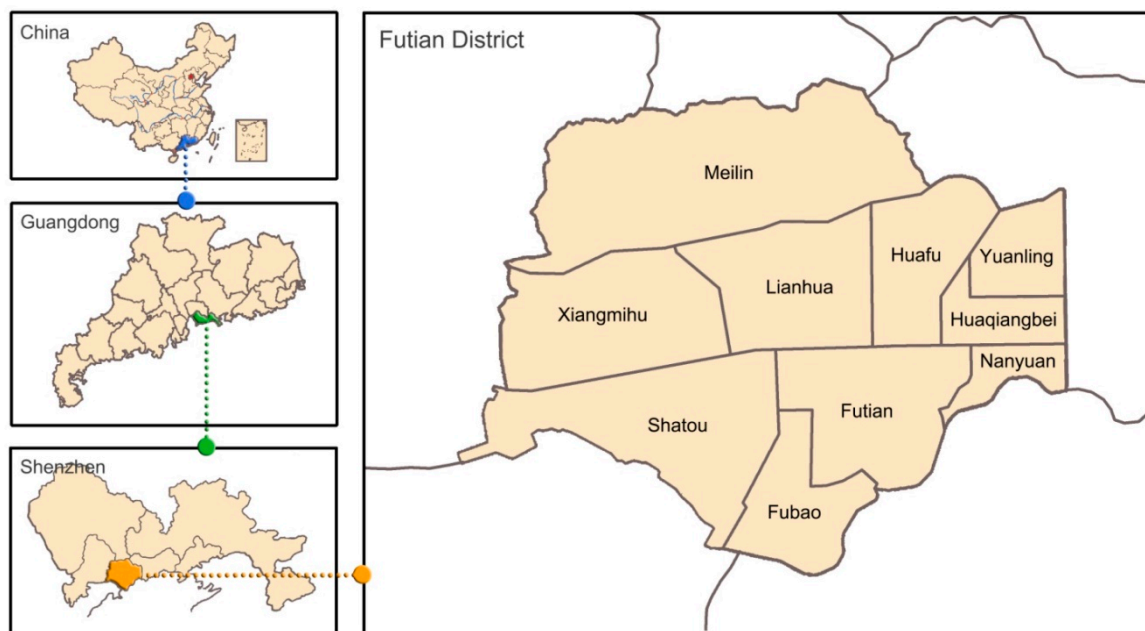 China
Guangdong
Shenzhen
Futian District
Meilin
Huafu
Yuanling
Lianhua
Xiangmihu
Huaqiangbei
Nanyuan
Shatou
Futian
Fubao